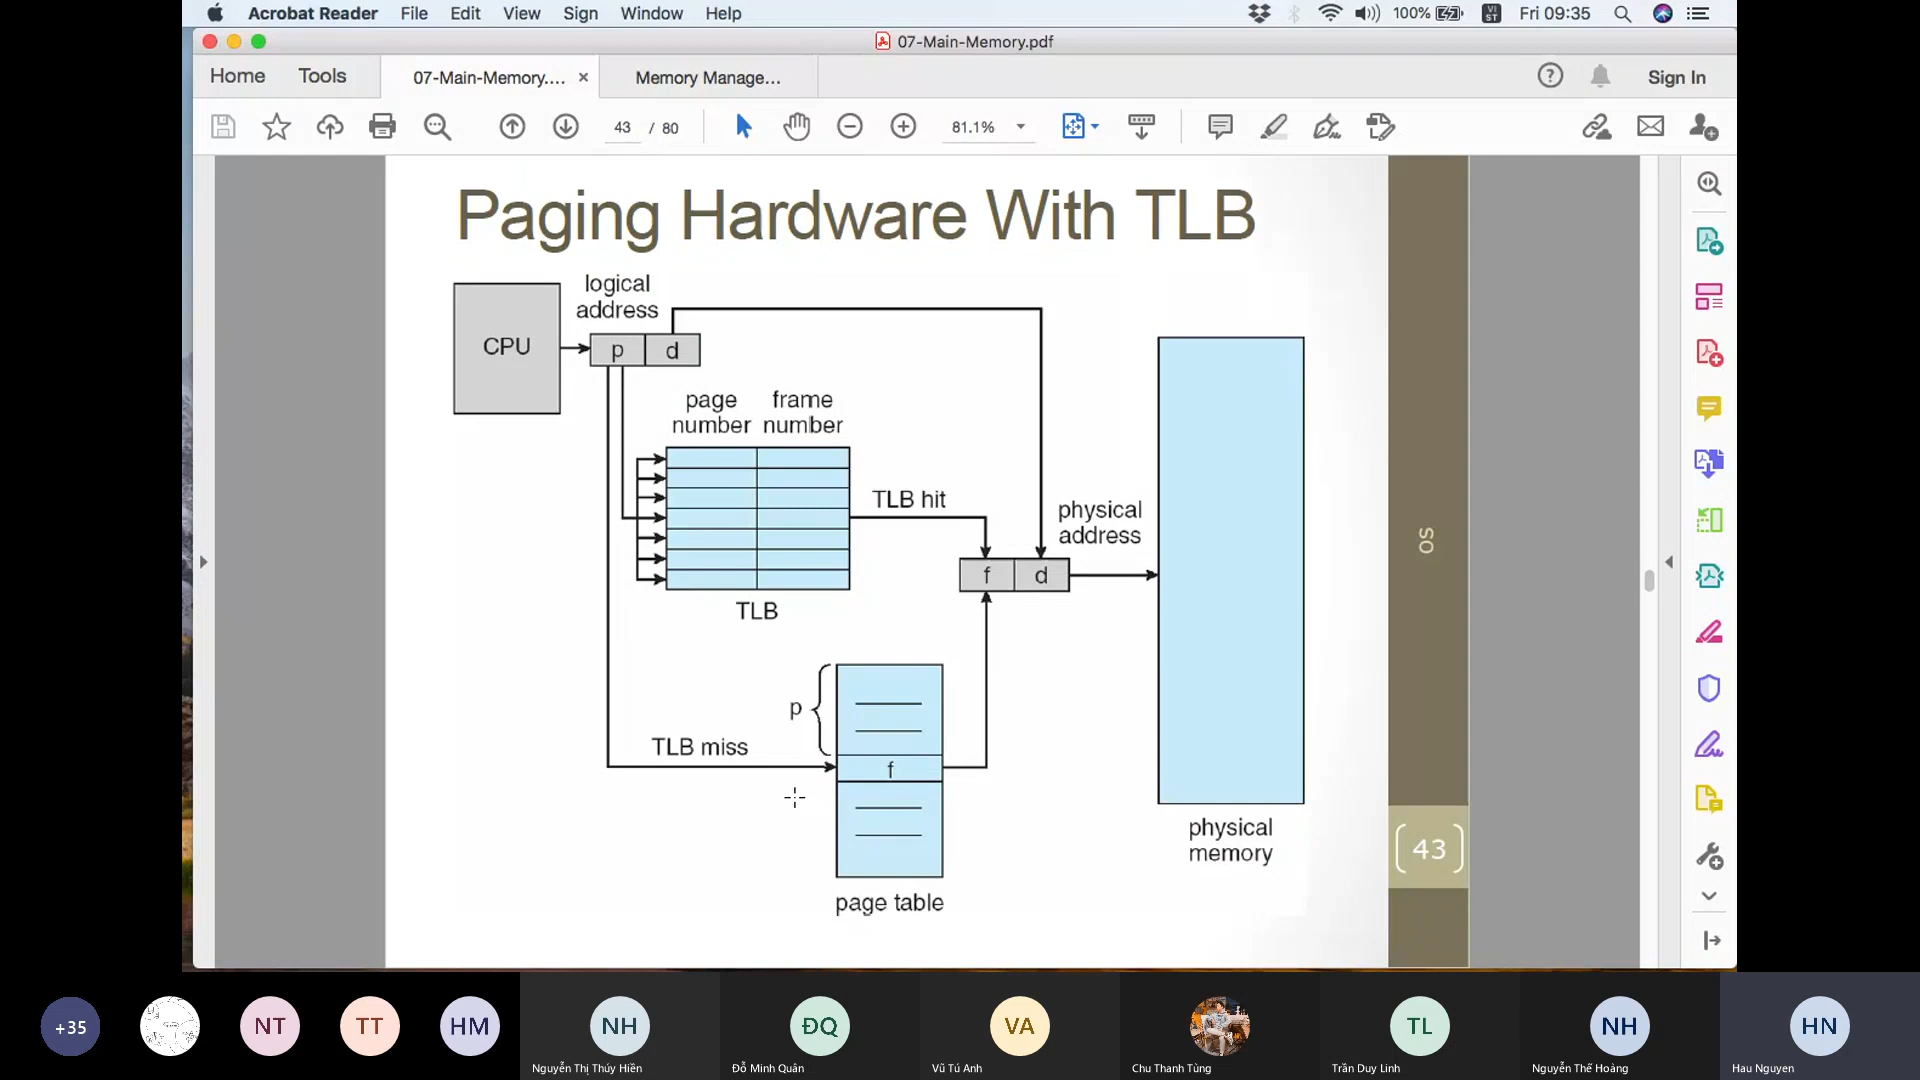 Acrobat Reader File Edit View Sign Window Help 100% VI ST Fri 09:35
07-Main-Memory.pdf
Home Tools 07-Main-Memory.... × Memory Manage... Sign In
43 / 80 81.1%
Paging Hardware With TLB
logical
address
CPU
p d
page frame
number number
TLB hit
physical
address
f d
TLB
p
TLB miss
f
physical
memory
page table
OS
43
+35 NT TT HM NH ĐQ VA TL NH HN
Nguyễn Thị Thúy Hiền Đỗ Minh Quân Vũ Tú Anh Chu Thanh Tùng Trần Duy Linh Nguyễn Thế Hoàng Hau Nguyen